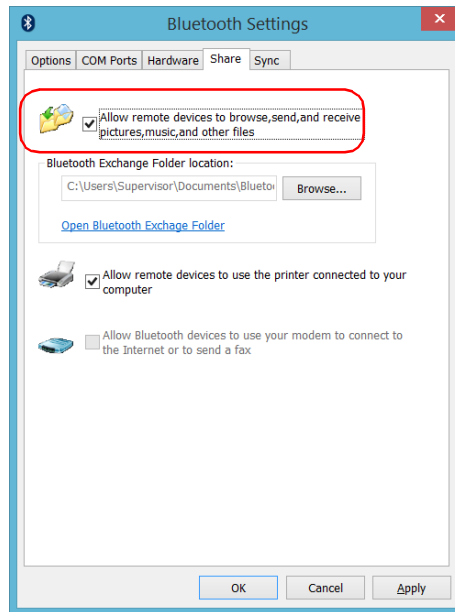 Bluetooth Settings
Options COM Ports Hardware Share Sync
Allow remote devices to browse,send,and receive
pictures,music,and other files
Bluetooth Exchange Folder location:
C:\Users\Supervisor\Documents\Blueto
Browse...
Open Bluetooth Exchage Folder
Allow remote devices to use the printer connected to your
computer
Allow Bluetooth devices to use your modem to connect to
the Internet or to send a fax
OK Cancel Apply